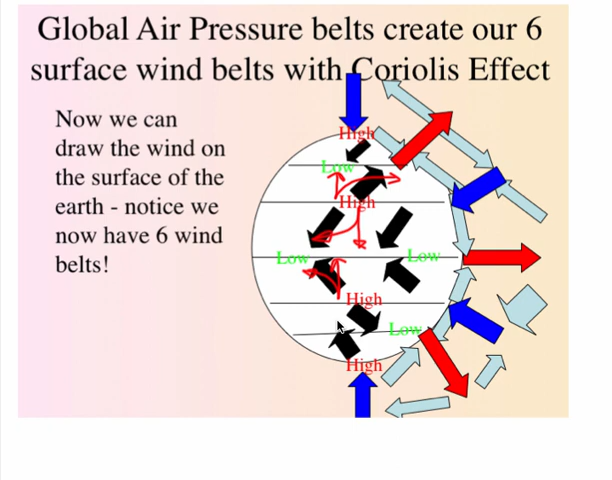 Global Air Pressure belts create our 6
surface wind belts with Coriolis Effect
Now we can
draw the wind on
the surface of the
earth - notice we
now have 6 wind
belts!
High
Low
High
Low
Low
High
Low
High